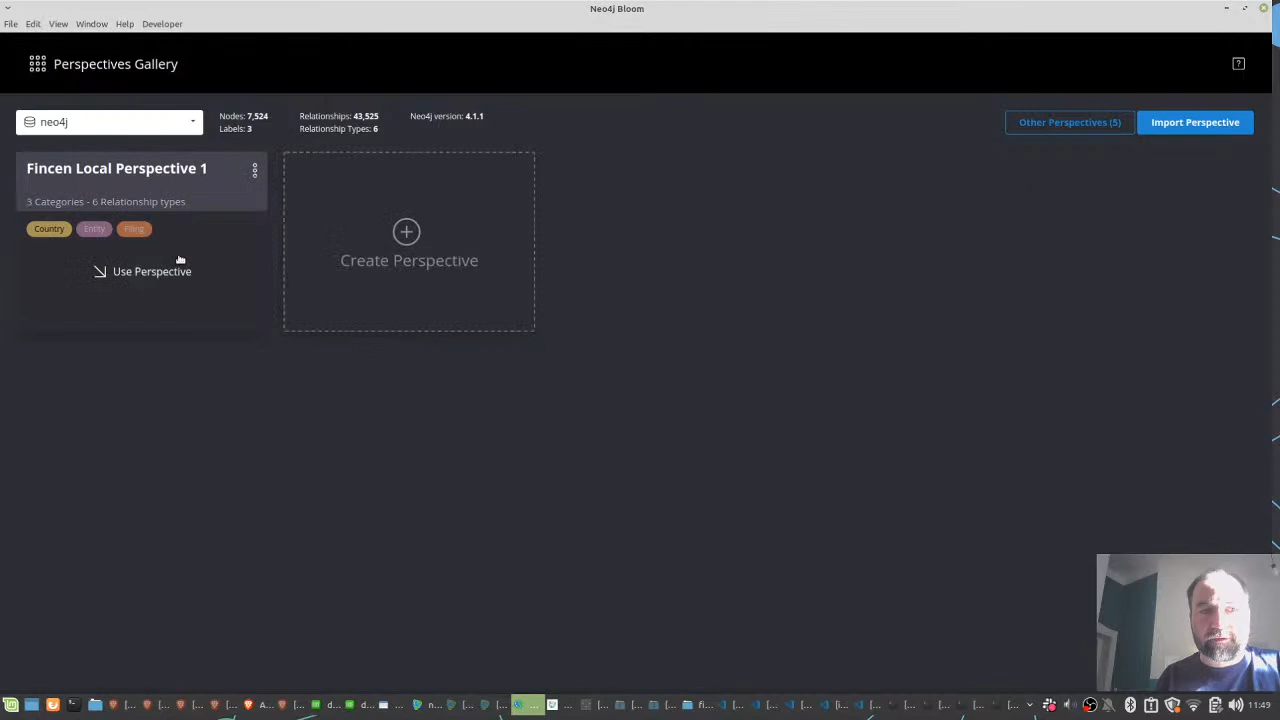 Neo4j Bloom
File Edit View Window Help Developer
Perspectives Gallery
?
neo4j
Nodes: 7,524
Labels: 3
Relationships: 43,525
Relationship Types: 6
Neo4j version: 4.1.1
Other Perspectives (5)
Import Perspective
Fincen Local Perspective 1
3 Categories - 6 Relationship types
Country Entity Filing
Use Perspective
Create Perspective
[... [... [... [... A... [... d... d... n... [... [... ... ... [... [... [... fi... [... [... [... [... [... [... [... [... [... 11:49